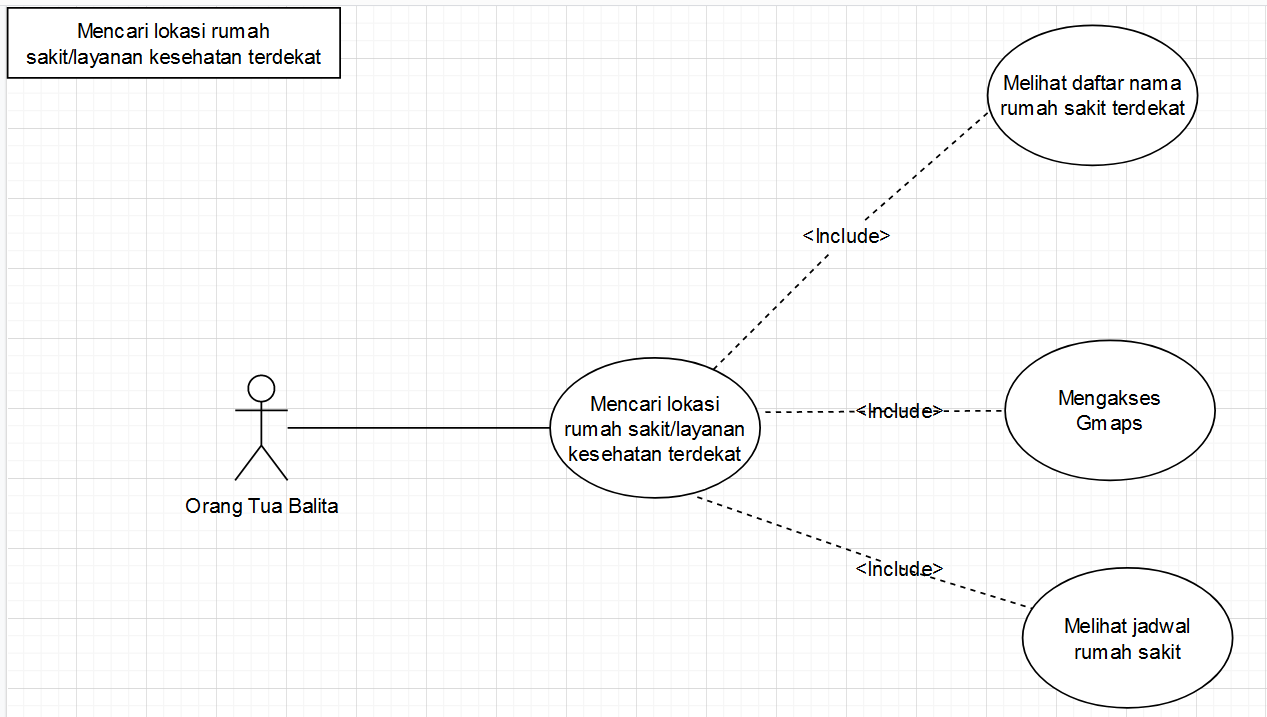 Mencari lokasi rumah
sakit/layanan kesehatan terdekat
Melihat daftar nama
rumah sakit terdekat
<Include>
Mencari lokasi
rumah sakit/layanan
kesehatan terdekat
<Include>
Mengakses
Gmaps
Orang Tua Balita
<Include>
Melihat jadwal
rumah sakit